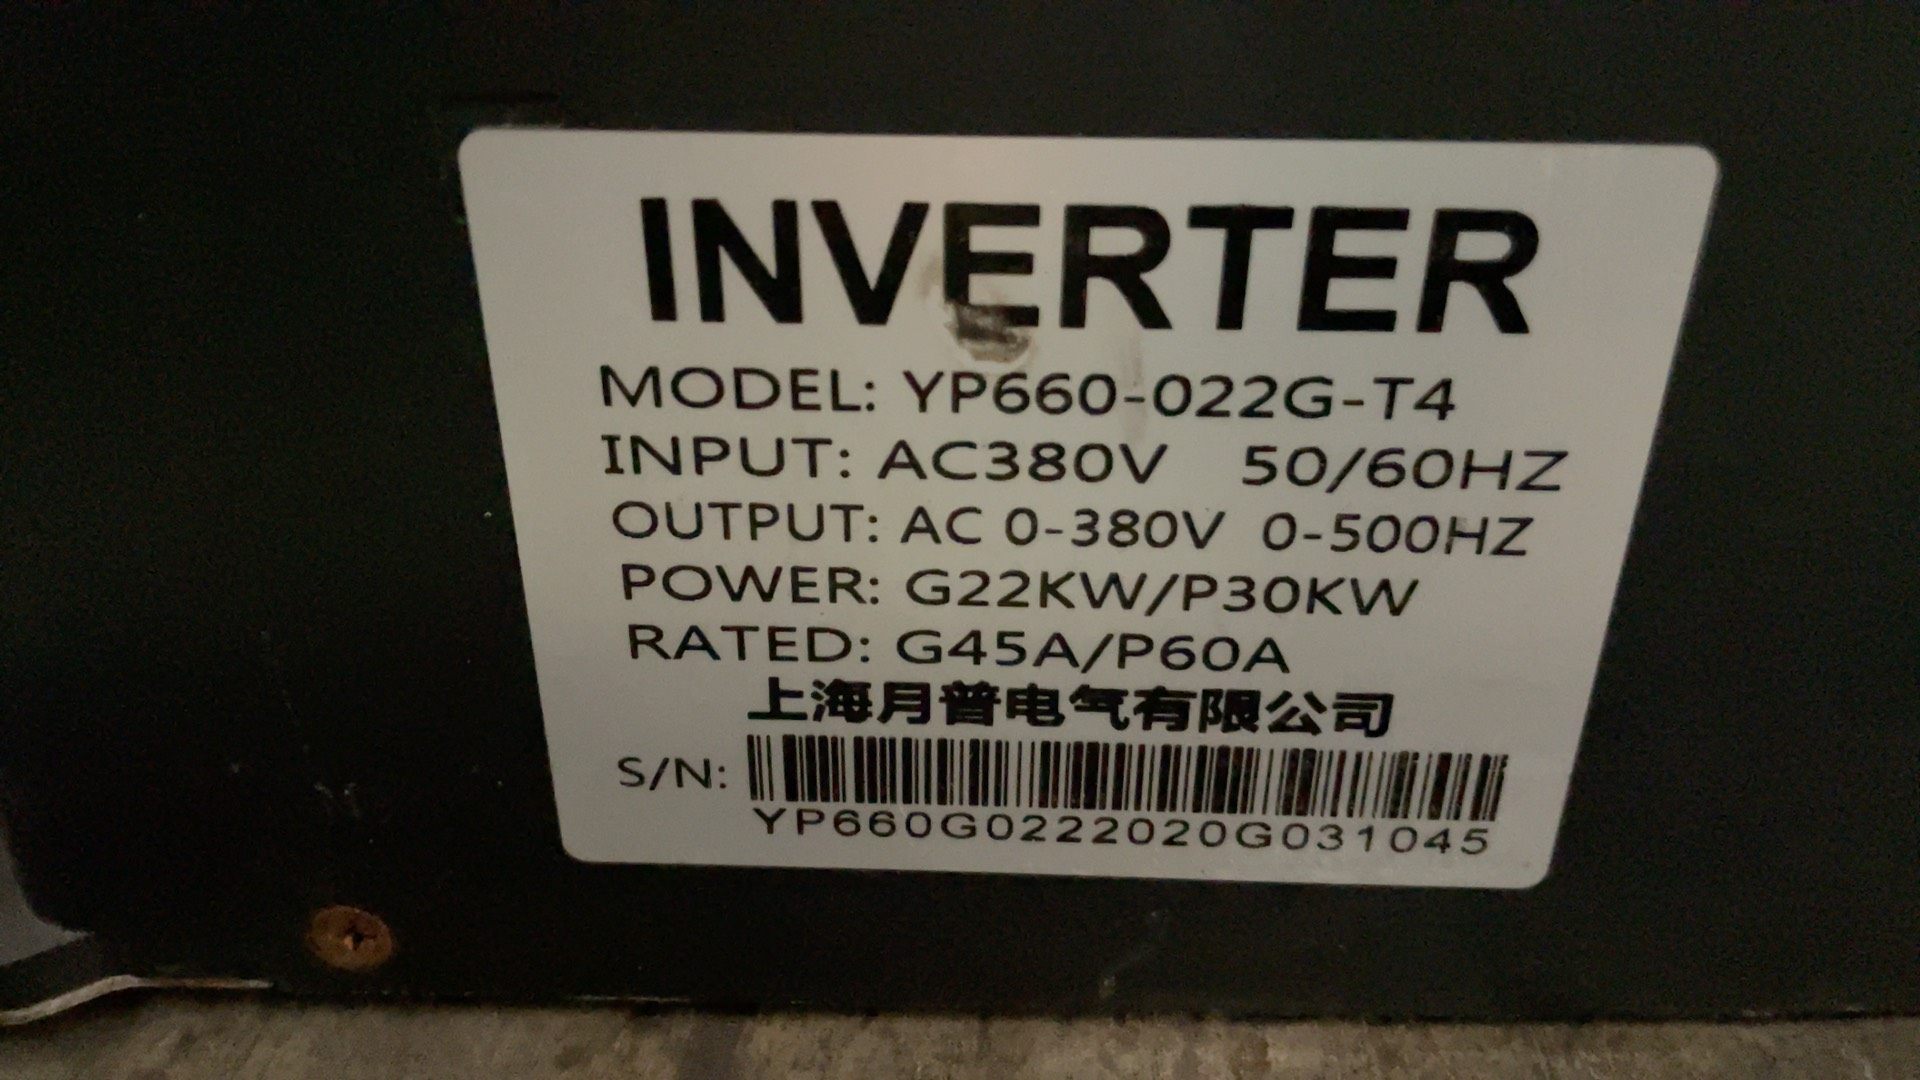 INVERTER
MODEL: YP660-022G-T4
INPUT: AC380V 50/60HZ
OUTPUT: AC 0-380V 0-500HZ
POWER: G22KW/P30KW
RATED: G45A/P60A
上海月普电气有限公司
S/N:
YP660G0222020G031045